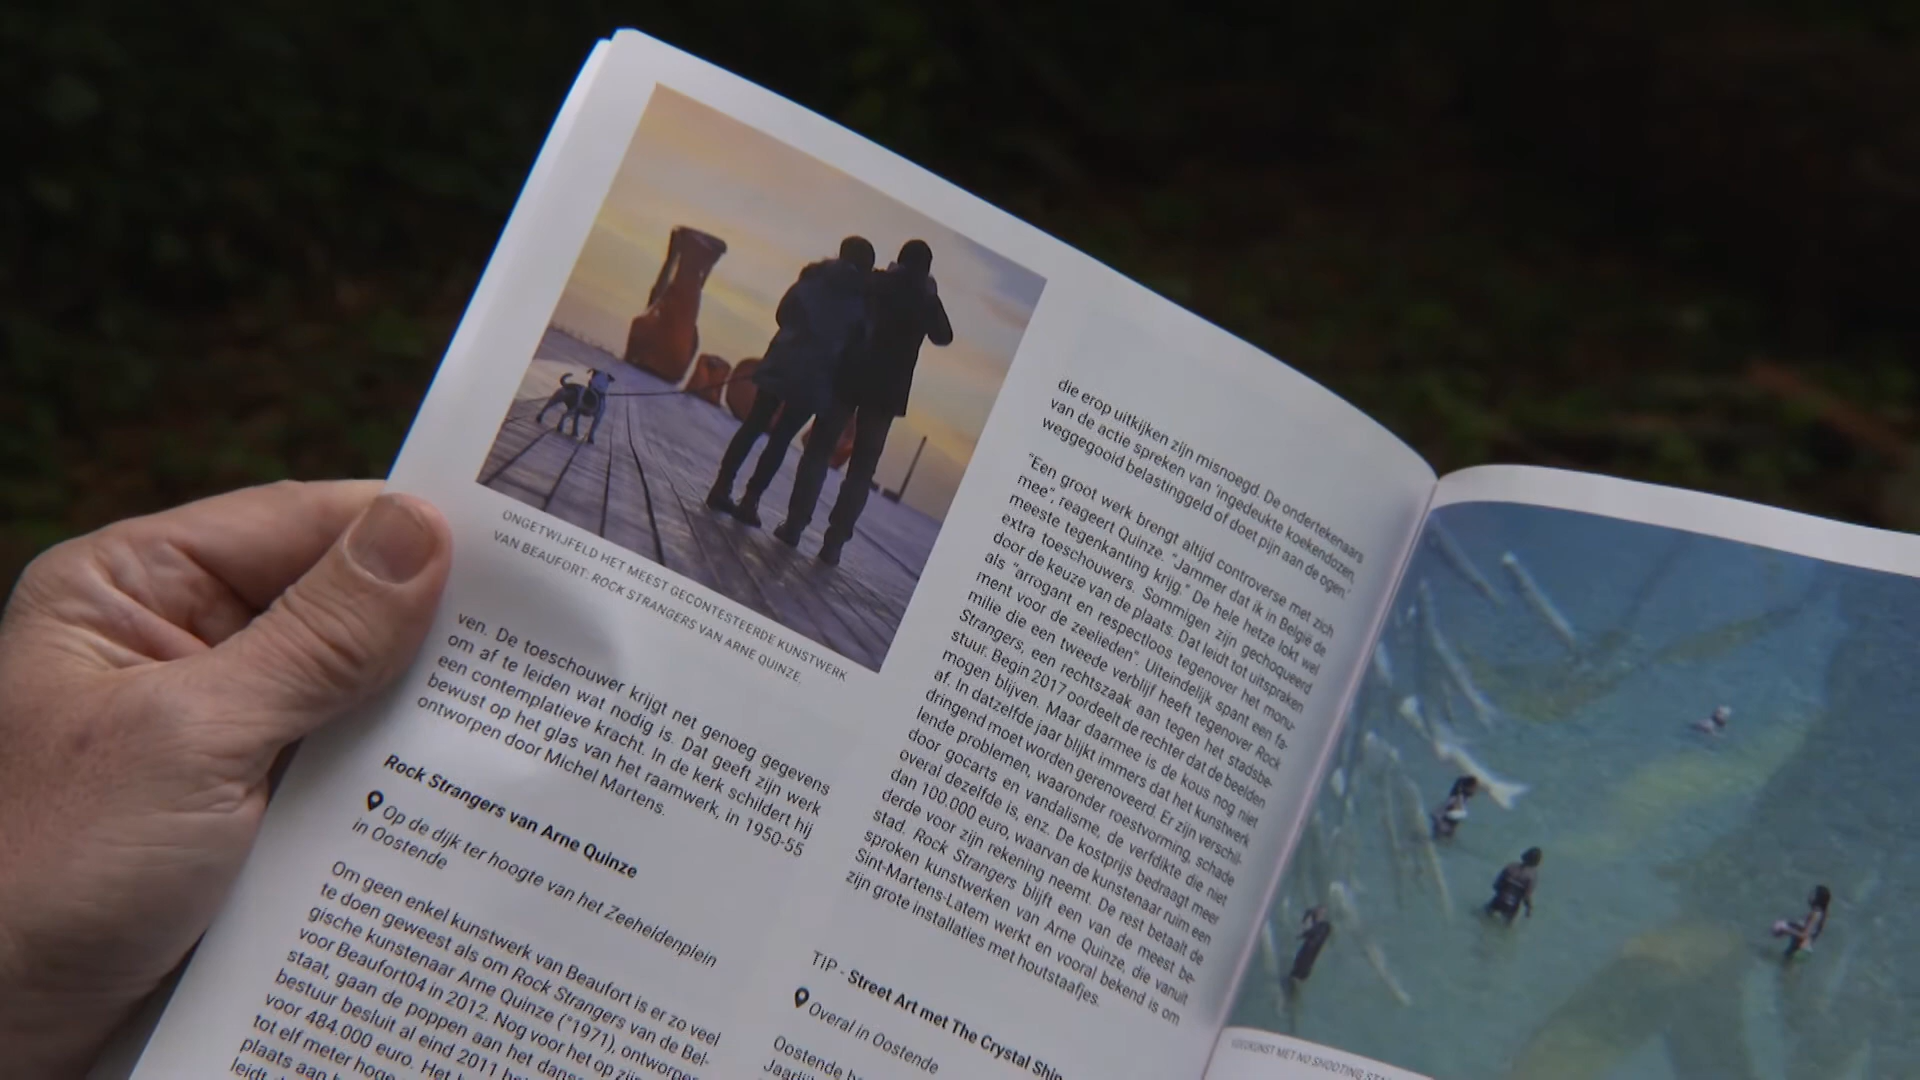 ONGETWIJFELD HET MEEST GECONTESTEERDE KUNSTWERK
VAN BEAUFORT: ROCK STRANGERS VAN ARNE QUINZE.
ven. De toeschouwer krijgt net genoeg gegevens
om af te leiden wat nodig is. Dat geeft zijn werk
een contemplatieve kracht. In de kerk schildert hij
bewust op het glas van het raamwerk, in 1950-55
ontworpen door Michel Martens.
Rock Strangers van Arne Quinze
Op de dijk ter hoogte van het Zeeheldenplein
in Oostende
Om geen enkel kunstwerk van Beaufort is er zo veel
te doen geweest als om Rock Strangers van de Bel-
gische kunstenaar Arne Quinze (°1971), ontworpen
voor Beaufort04 in 2012. Nog voor het op zijn
staat, gaan de poppen aan het dans
bestuur besluit al eind 2011 he
voor 484.000 euro. Het
tot elf meter hoge
plaats aan
leidt
die erop uitkijken zijn misnoegd. De ondertekenaars
van de actie spreken van 'ingedeukte koekendozen,
weggegooid belastinggeld of doet pijn aan de ogen.'
"Een groot werk brengt altijd controverse met zich
mee", reageert Quinze. "Jammer dat ik in België de
meeste tegenkanting krijg." De hele hetze lokt wel
extra toeschouwers. Sommigen zijn gechoqueerd
door de keuze van de plaats. Dat leidt tot uitspraken
als "arrogant en respectloos tegenover het monu-
ment voor de zeelieden". Uiteindelijk spant een fa-
milie die een tweede verblijf heeft tegenover Rock
Strangers, een rechtszaak aan tegen het stadsbe-
stuur. Begin 2017 oordeelt de rechter dat de beelden
mogen blijven. Maar daarmee is de kous nog niet
af. In datzelfde jaar blijkt immers dat het kunstwerk
dringend moet worden gerenoveerd. Er zijn verschil-
lende problemen, waaronder roestvorming, schade
door gocarts en vandalisme, de verfdikte die niet
overal dezelfde is, enz. De kostprijs bedraagt meer
dan 100.000 euro, waarvan de kunstenaar ruim een
derde voor zijn rekening neemt. De rest betaalt de
stad. Rock Strangers blijft een van de meest be-
sproken kunstwerken van Arne Quinze, die vanuit
Sint-Martens-Latem werkt en vooral bekend is om
zijn grote installaties met houtstaafjes.
TIP - Street Art met The Crystal Ship
Overal in Oostende
Oostende
Jaarlij
MET NO SHOOTING